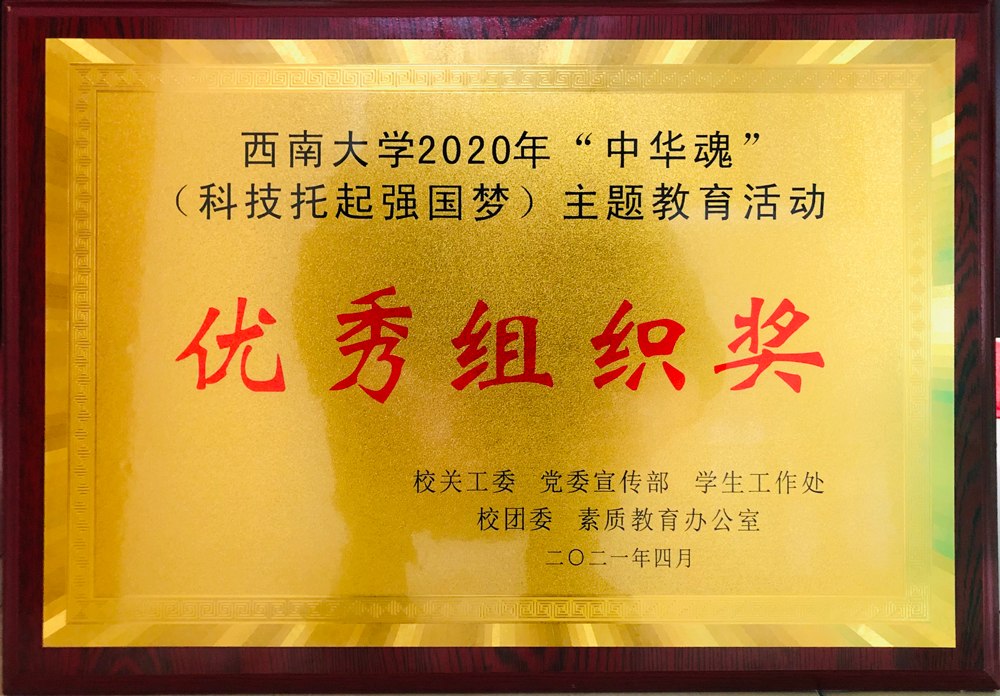 西南大学2020年“中华魂”
（科技托起强国梦）主题教育活动
优秀组织奖
校关工委 党委宣传部 学生工作处
校团委 素质教育办公室
二〇二一年四月